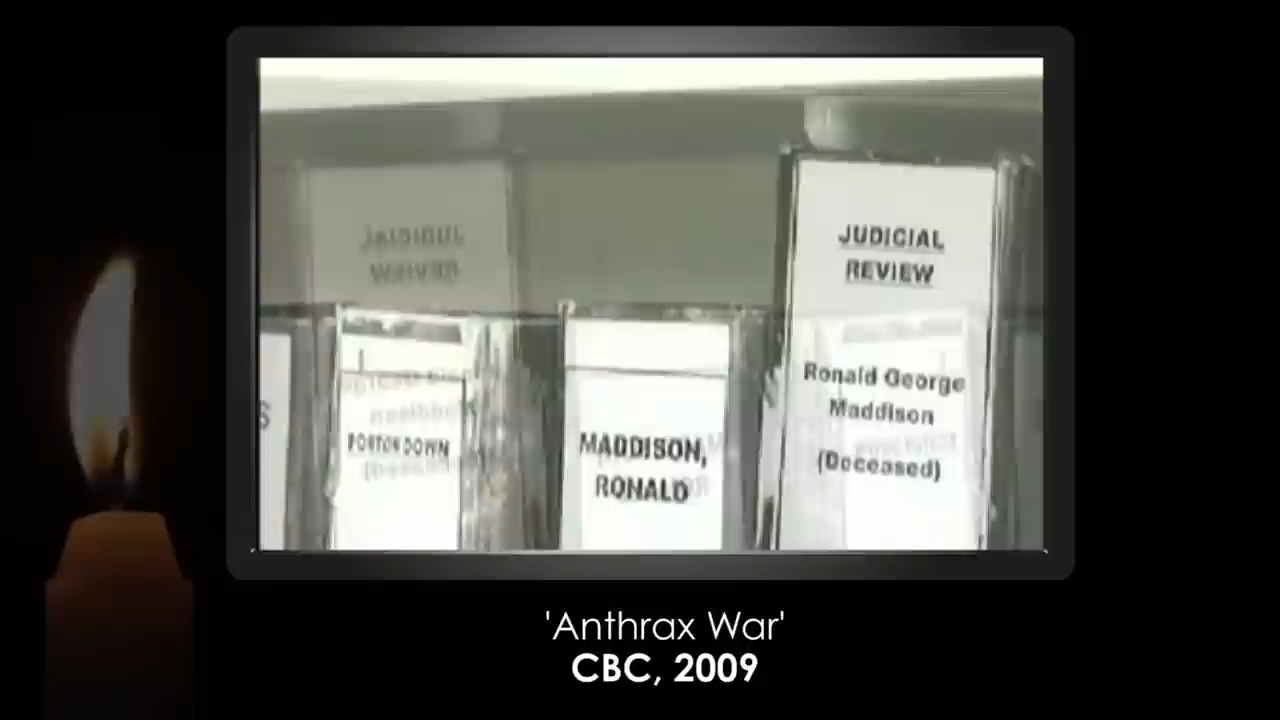 JUDICIAL
REVIEW
Ronald George
Maddison
(Deceased)
S
PORTON DOWN
MADDISON,
RONALD
'Anthrax War'
CBC, 2009